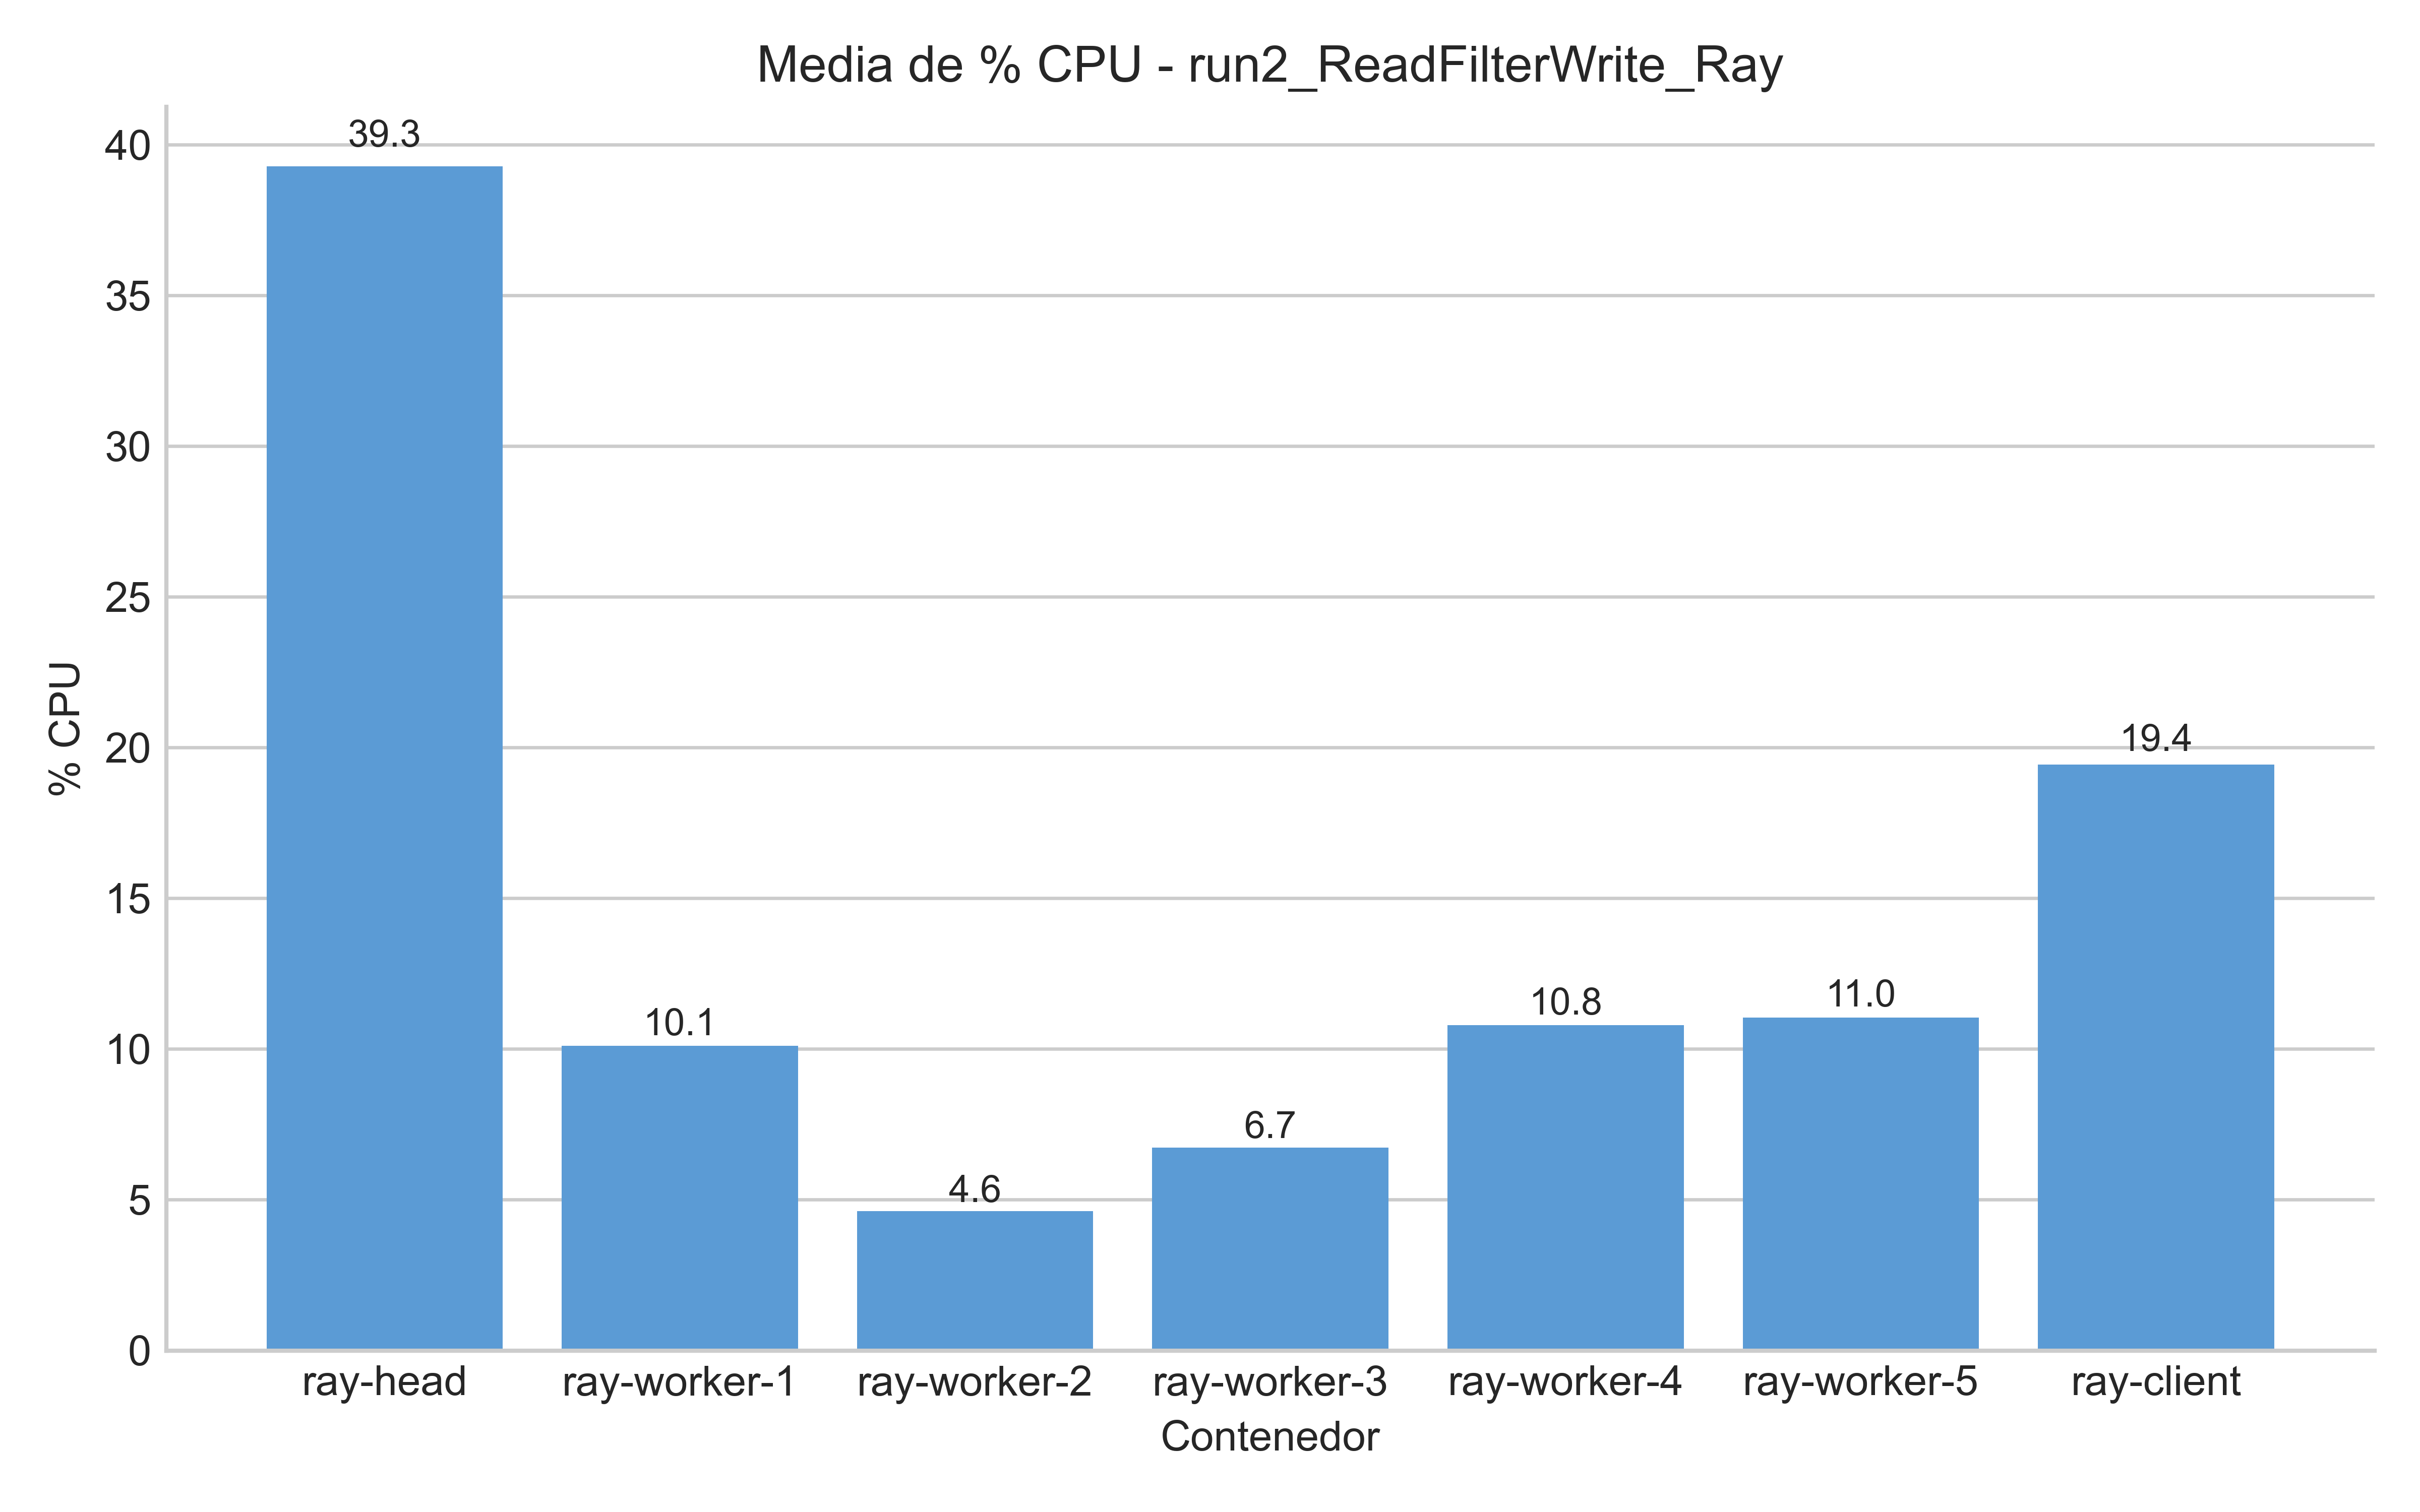 Media de % CPU - run2_ReadFilterWrite_Ray
% CPU
40
35
30
25
20
15
10
5
0
39.3
10.1
4.6
6.7
10.8
11.0
19.4
ray-head
ray-worker-1
ray-worker-2
ray-worker-3
ray-worker-4
ray-worker-5
ray-client
Contenedor